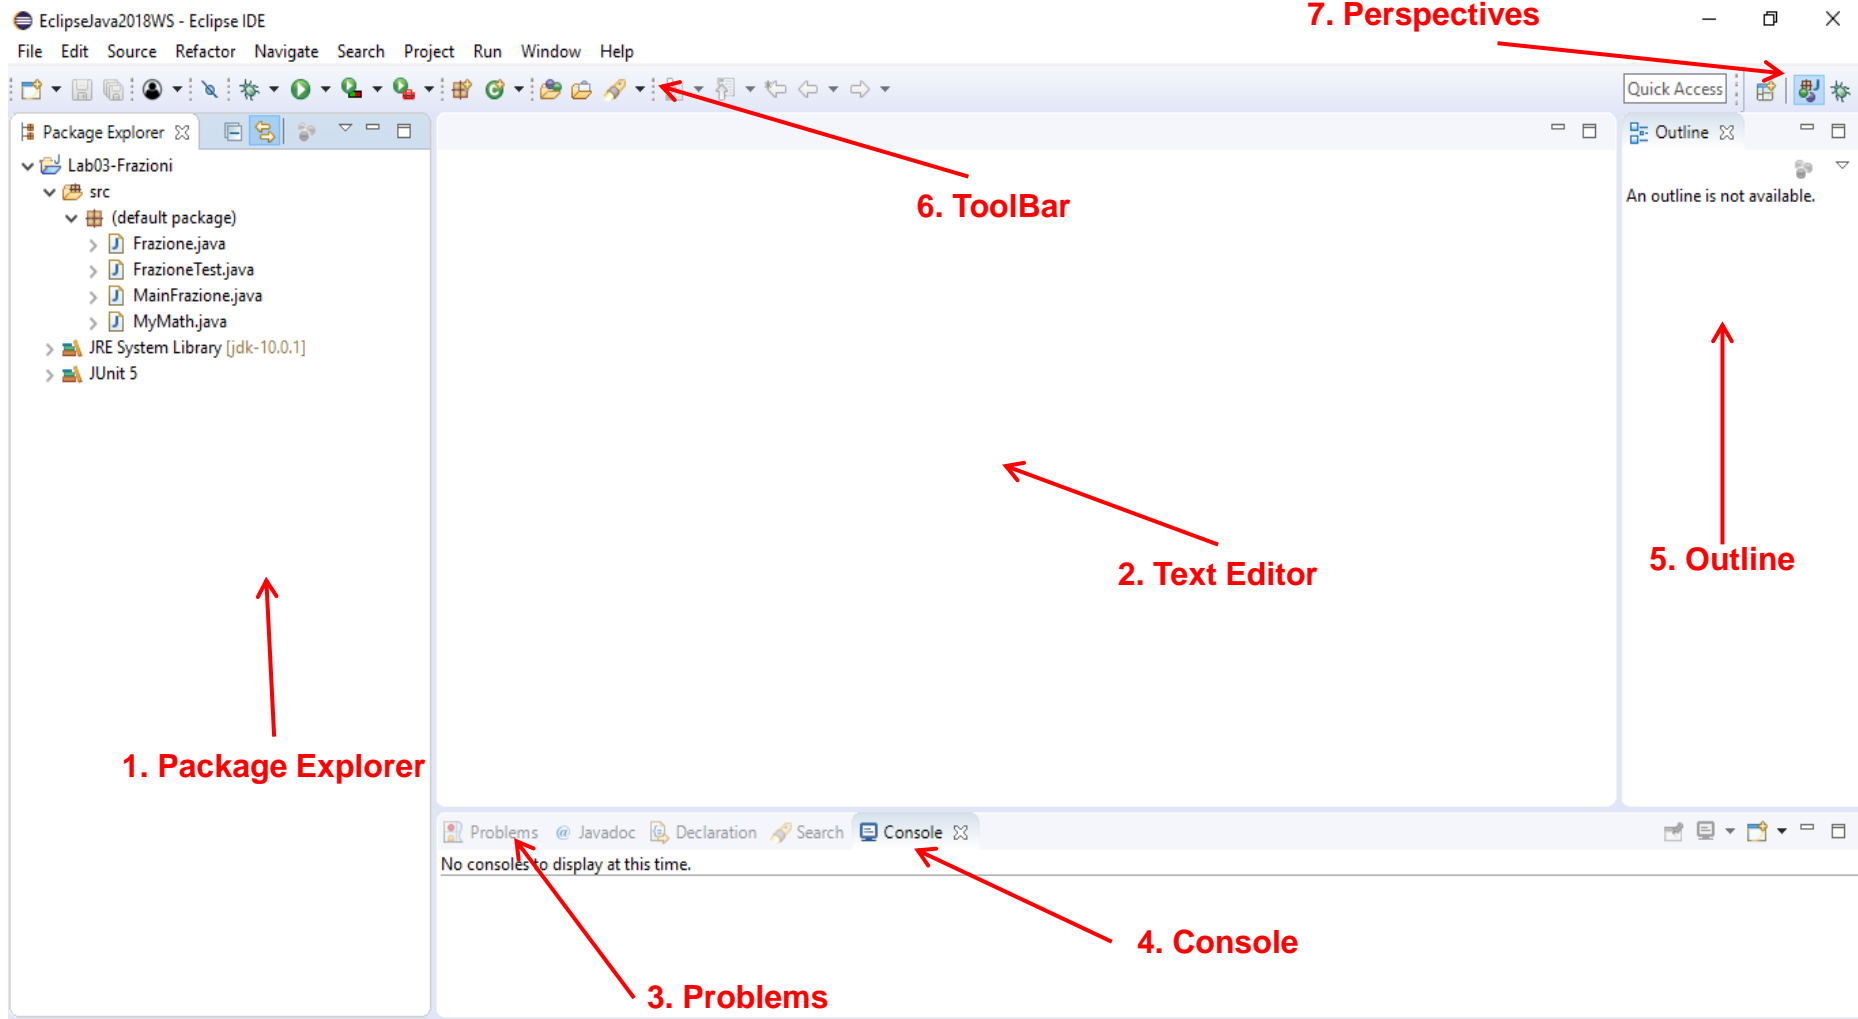 EclipseJava2018WS - Eclipse IDE
7. Perspectives
File Edit Source Refactor Navigate Search Project Run Window Help
Quick Access
Package Explorer
Outline
Lab03-Frazioni
src
(default package)
Frazione.java
FrazioneTest.java
MainFrazione.java
MyMath.java
JRE System Library [jdk-10.0.1]
JUnit 5
6. ToolBar
An outline is not available.
2. Text Editor
5. Outline
1. Package Explorer
Problems @ Javadoc Declaration Search Console
No consoles to display at this time.
4. Console
3. Problems